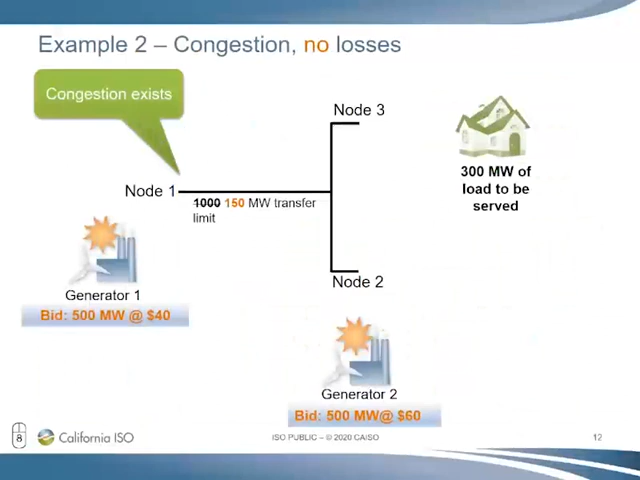 Example 2 – Congestion, no losses
Congestion exists
Node 3
Node 1
1000 150 MW transfer
limit
300 MW of
load to be
served
Generator 1
Bid: 500 MW @ $40
Node 2
Generator 2
Bid: 500 MW@ $60
8
California ISO
ISO PUBLIC – © 2020 CAISO
12